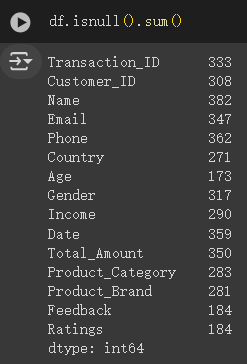 df.isnull().sum()
Transaction_ID 333
Customer_ID 308
Name 382
Email 347
Phone 362
Country 271
Age 173
Gender 317
Income 290
Date 359
Total_Amount 350
Product_Category 283
Product_Brand 281
Feedback 184
Ratings 184
dtype: int64